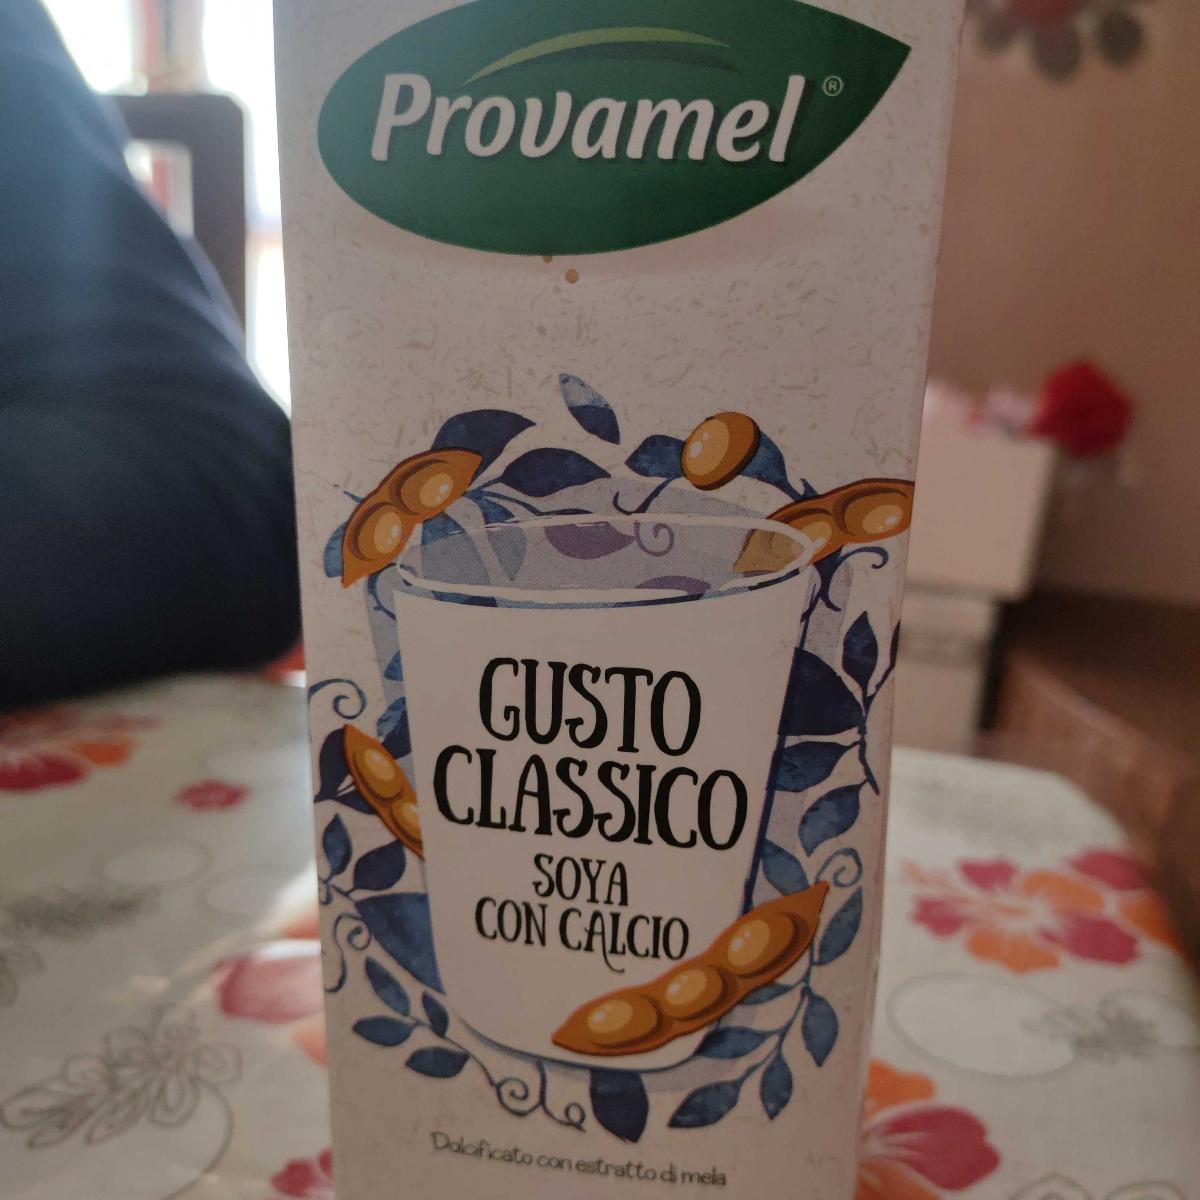 Provamel®
GUSTO
CLASSICO
SOYA
CON CALCIO
Dolcificato con estratto di mela